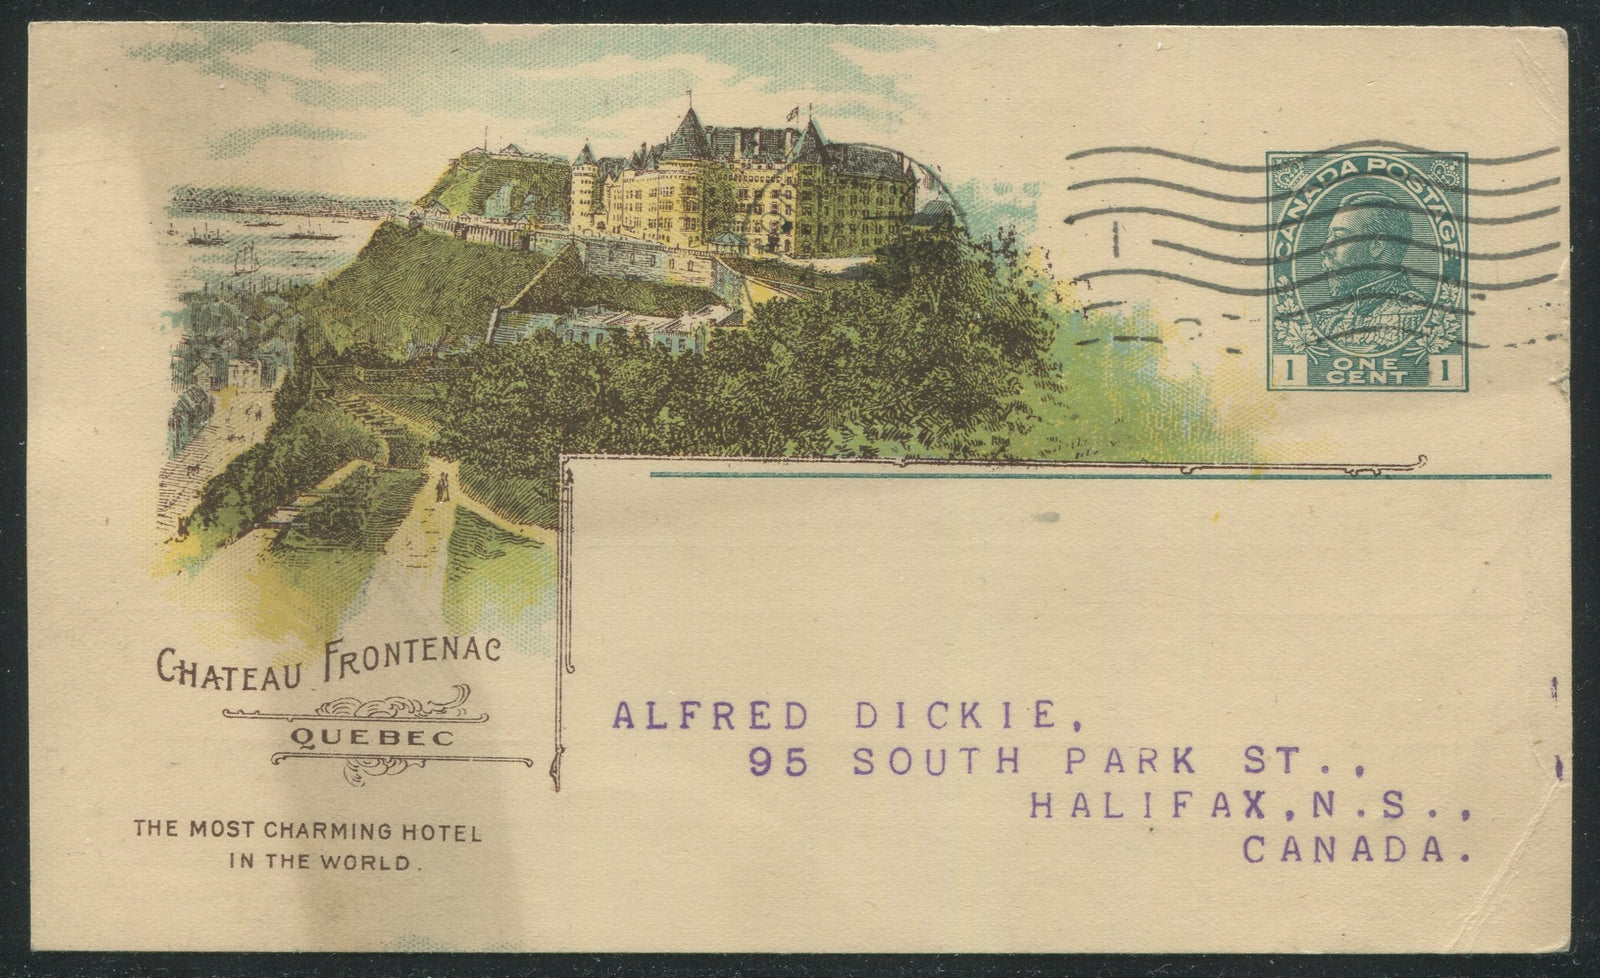 CANADA POSTAGE
1 ONE CENT 1
CHATEAU FRONTENAC
QUEBEC
THE MOST CHARMING HOTEL
IN THE WORLD.
ALFRED DICKIE,
95 SOUTH PARK ST.,
HALIFAX,N.S.,
CANADA.